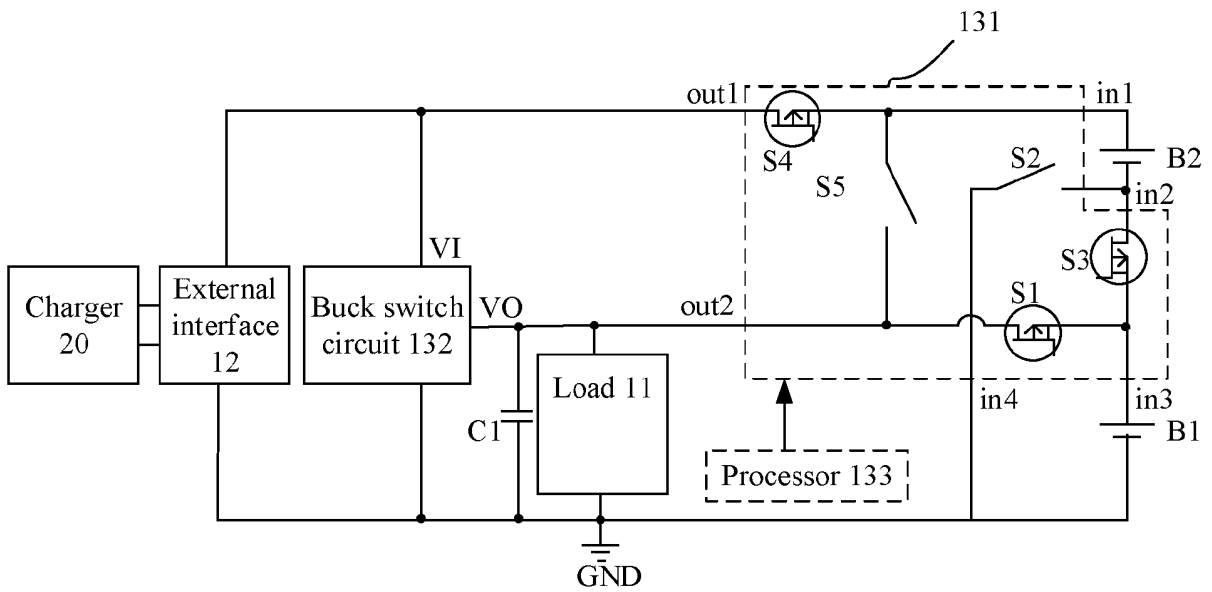 131
out1
in1
S4
S5
S2
B2
in2
VI
S3
Charger
20
External
interface
12
Buck switch
circuit 132
VO
out2
S1
Load 11
C1
in4
in3
B1
Processor 133
GND